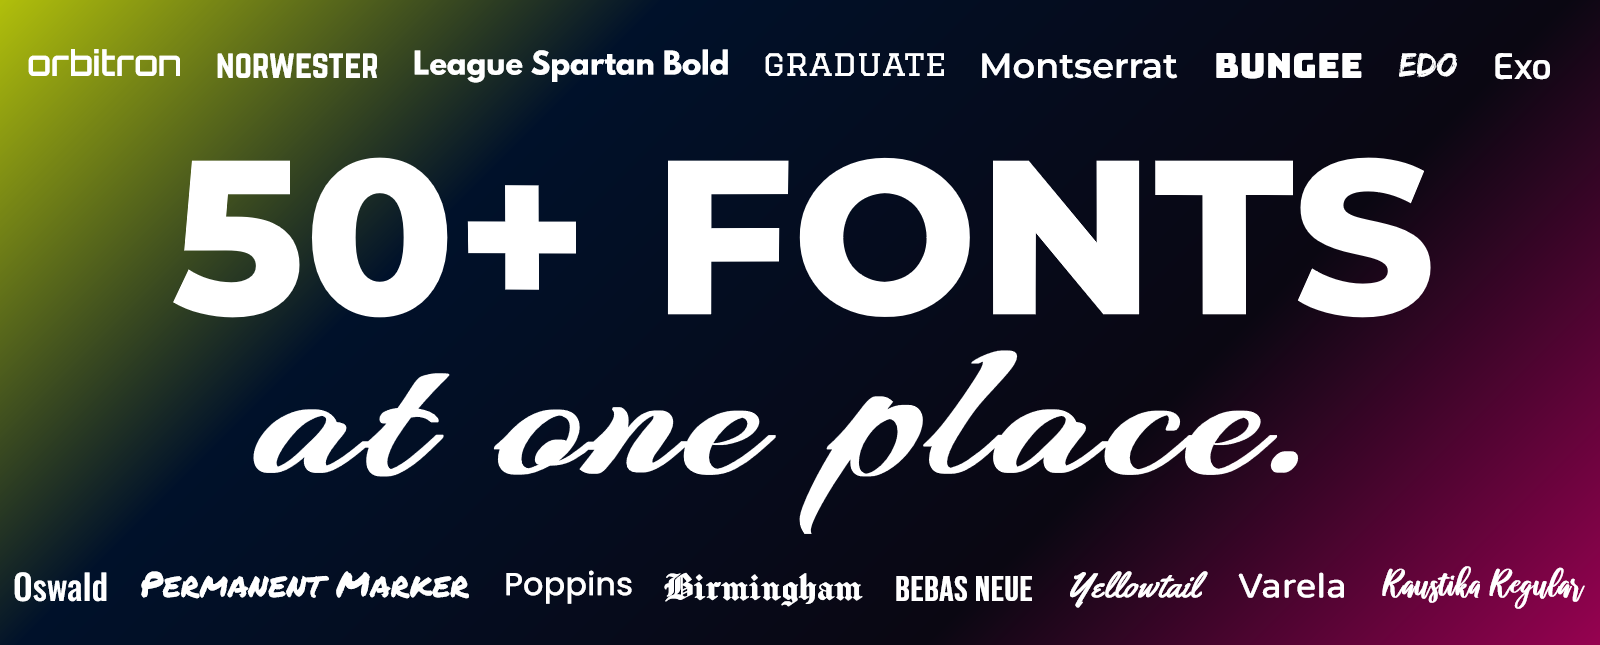 orbitron NORWESTER League Spartan Bold GRADUATE Montserrat BUNGEE EDO Exo
50+ FONTS
at one place.
Oswald PERMANENT MARKER Poppins Birmingham BEBAS NEUE Yellowtail Varela Raustika Regular